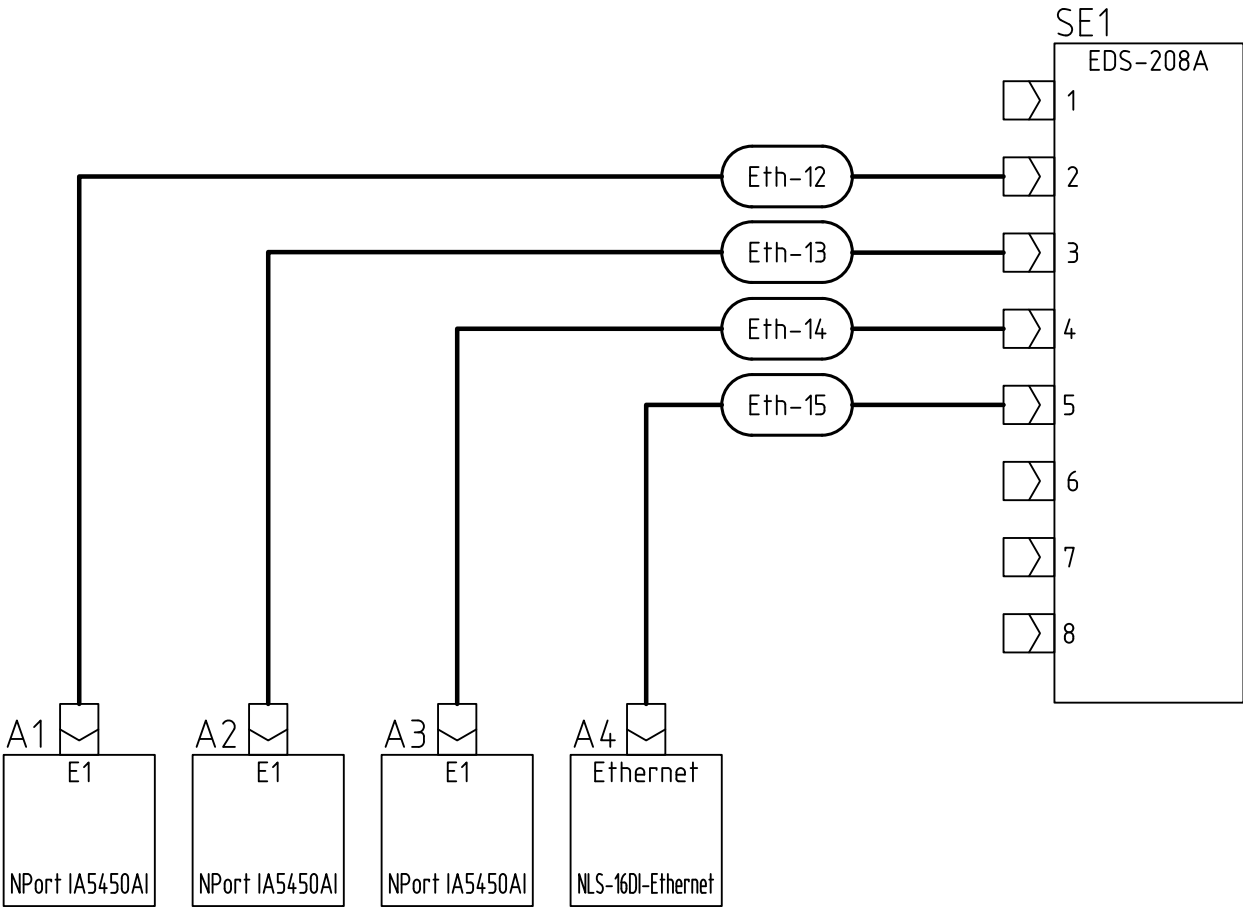 SE1
EDS-208A
1
Eth-12
2
Eth-13
3
Eth-14
4
Eth-15
5
6
7
8
A1
A2
A3
A4
E1
E1
E1
Ethernet
NPort IA5450AI
NPort IA5450AI
NPort IA5450AI
NLS-16DI-Ethernet